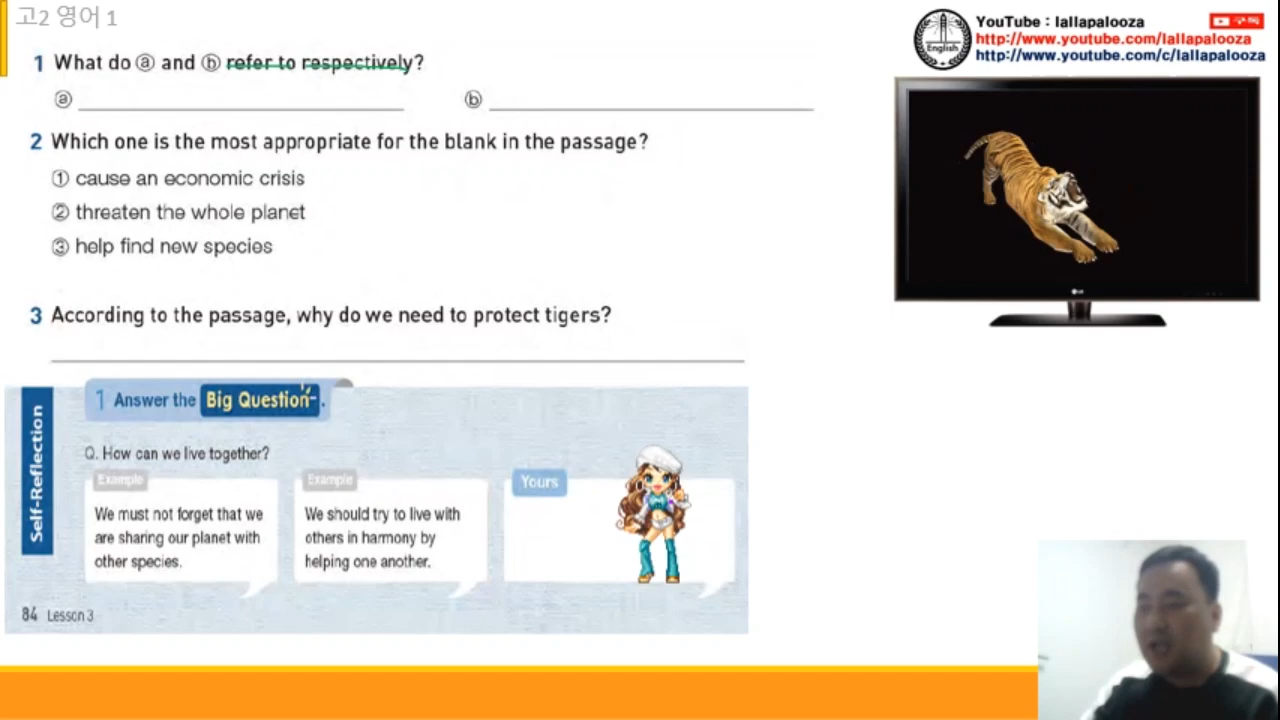 고2 영어 1
YouTube : lallapalooza
구독
http://www.youtube.com/lallapalooza
http://www.youtube.com/c/lallapalooza
English
1 What do ⓐ and ⓑ refer to respectively?
ⓐ
ⓑ
2 Which one is the most appropriate for the blank in the passage?
① cause an economic crisis
② threaten the whole planet
③ help find new species
3 According to the passage, why do we need to protect tigers?
LG
Self-Reflection
1 Answer the Big Question.
Q. How can we live together?
Example
We must not forget that we
are sharing our planet with
other species.
Example
We should try to live with
others in harmony by
helping one another.
Yours
84 Lesson 3